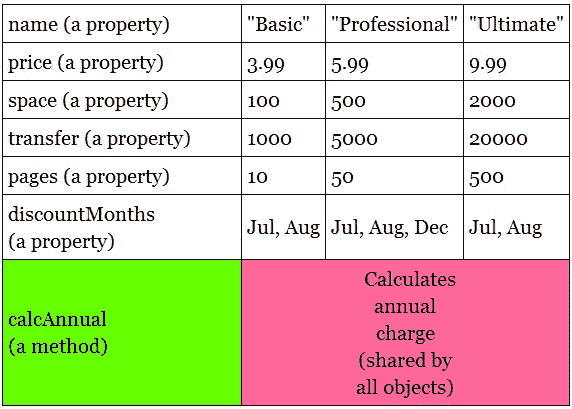 name (a property) "Basic" "Professional" "Ultimate"
price (a property) 3.99 5.99 9.99
space (a property) 100 500 2000
transfer (a property) 1000 5000 20000
pages (a property) 10 50 500
discountMonths
(a property) Jul, Aug Jul, Aug, Dec Jul, Aug
calcAnnual
(a method)
Calculates
annual
charge
(shared by
all objects)